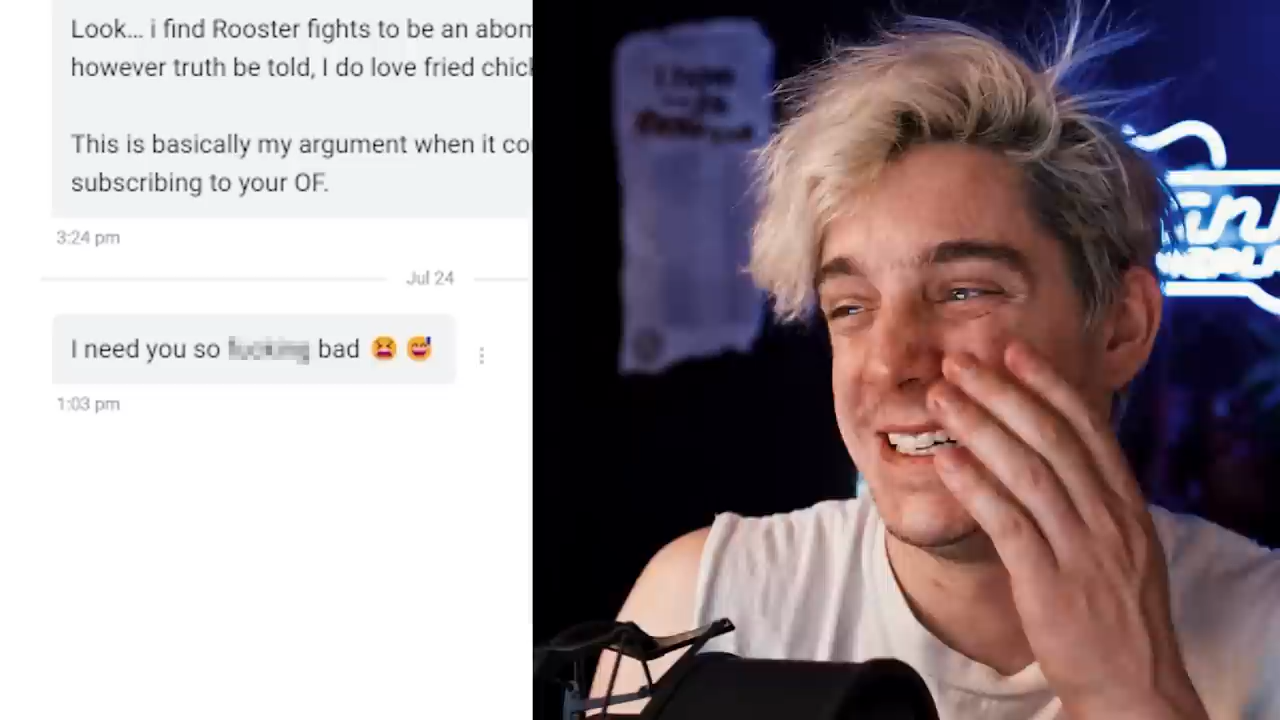 Look... i find Rooster fights to be an abom
however truth be told, I do love fried chick
This is basically my argument when it co
subscribing to your OF.
3:24 pm
Jul 24
I need you so fucking bad 😫 😅
1:03 pm